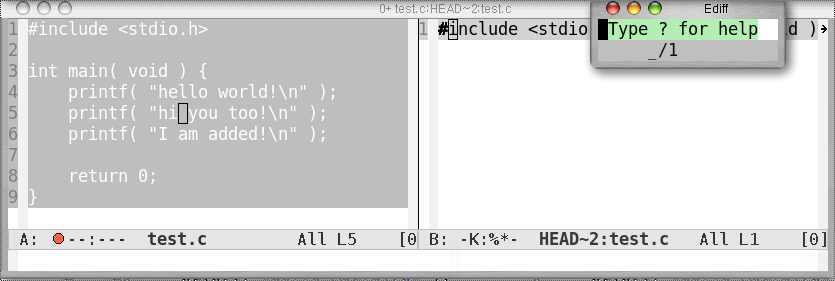 0+ test.c:HEAD~2:test.c
1 #include <stdio.h>
2
3 int main( void ) {
4 printf( "hello world!\n" );
5 printf( "hi you too!\n" );
6 printf( "I am added!\n" );
7
8 return 0;
9 }
A: --:--- test.c All L5 [0
1 #include <stdio
d )
B: -K:%*- HEAD~2:test.c All L1 [0]
Ediff
Type ? for help
_/1